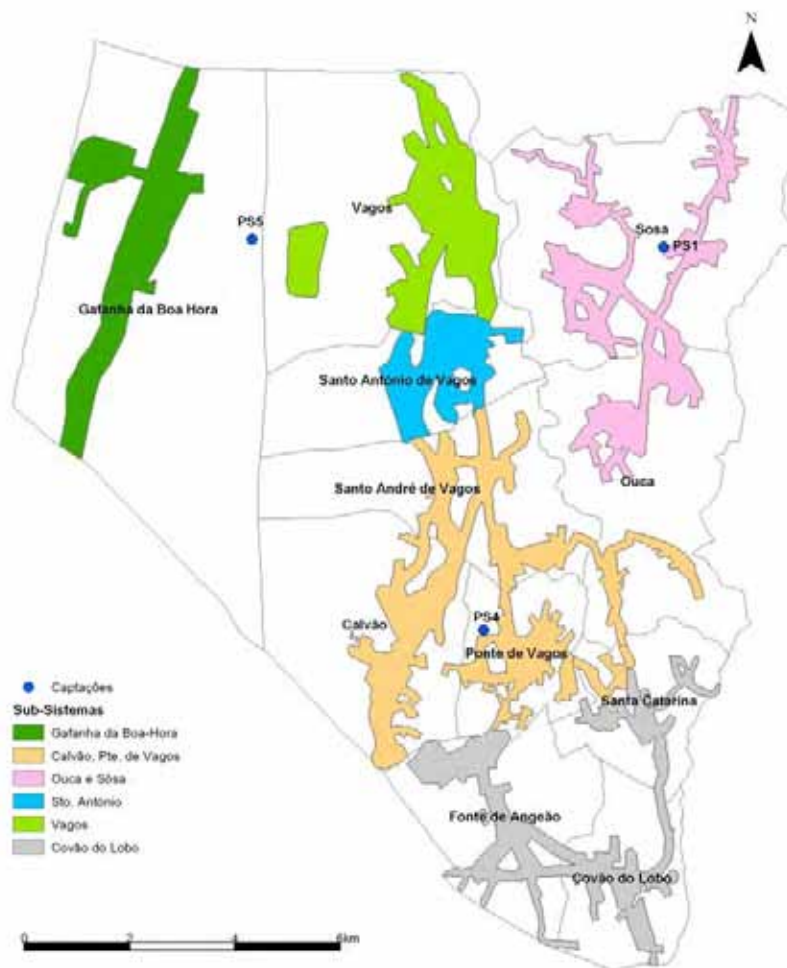 N
PS5
Vagos
Sosa
PS1
Gafanha da Boa Hora
Santo António de Vagos
Santo André de Vagos
Ouca
Calvão
PS4
Ponte de Vagos
Santa Catarina
Captações
Sub-Sistemas
Gafanha da Boa-Hora
Calvão, Pte. de Vagos
Ouca e Sôsa
Sto. António
Vagos
Covão do Lobo
Fonte de Angeão
Covão do Lobo
0 2 4 6km